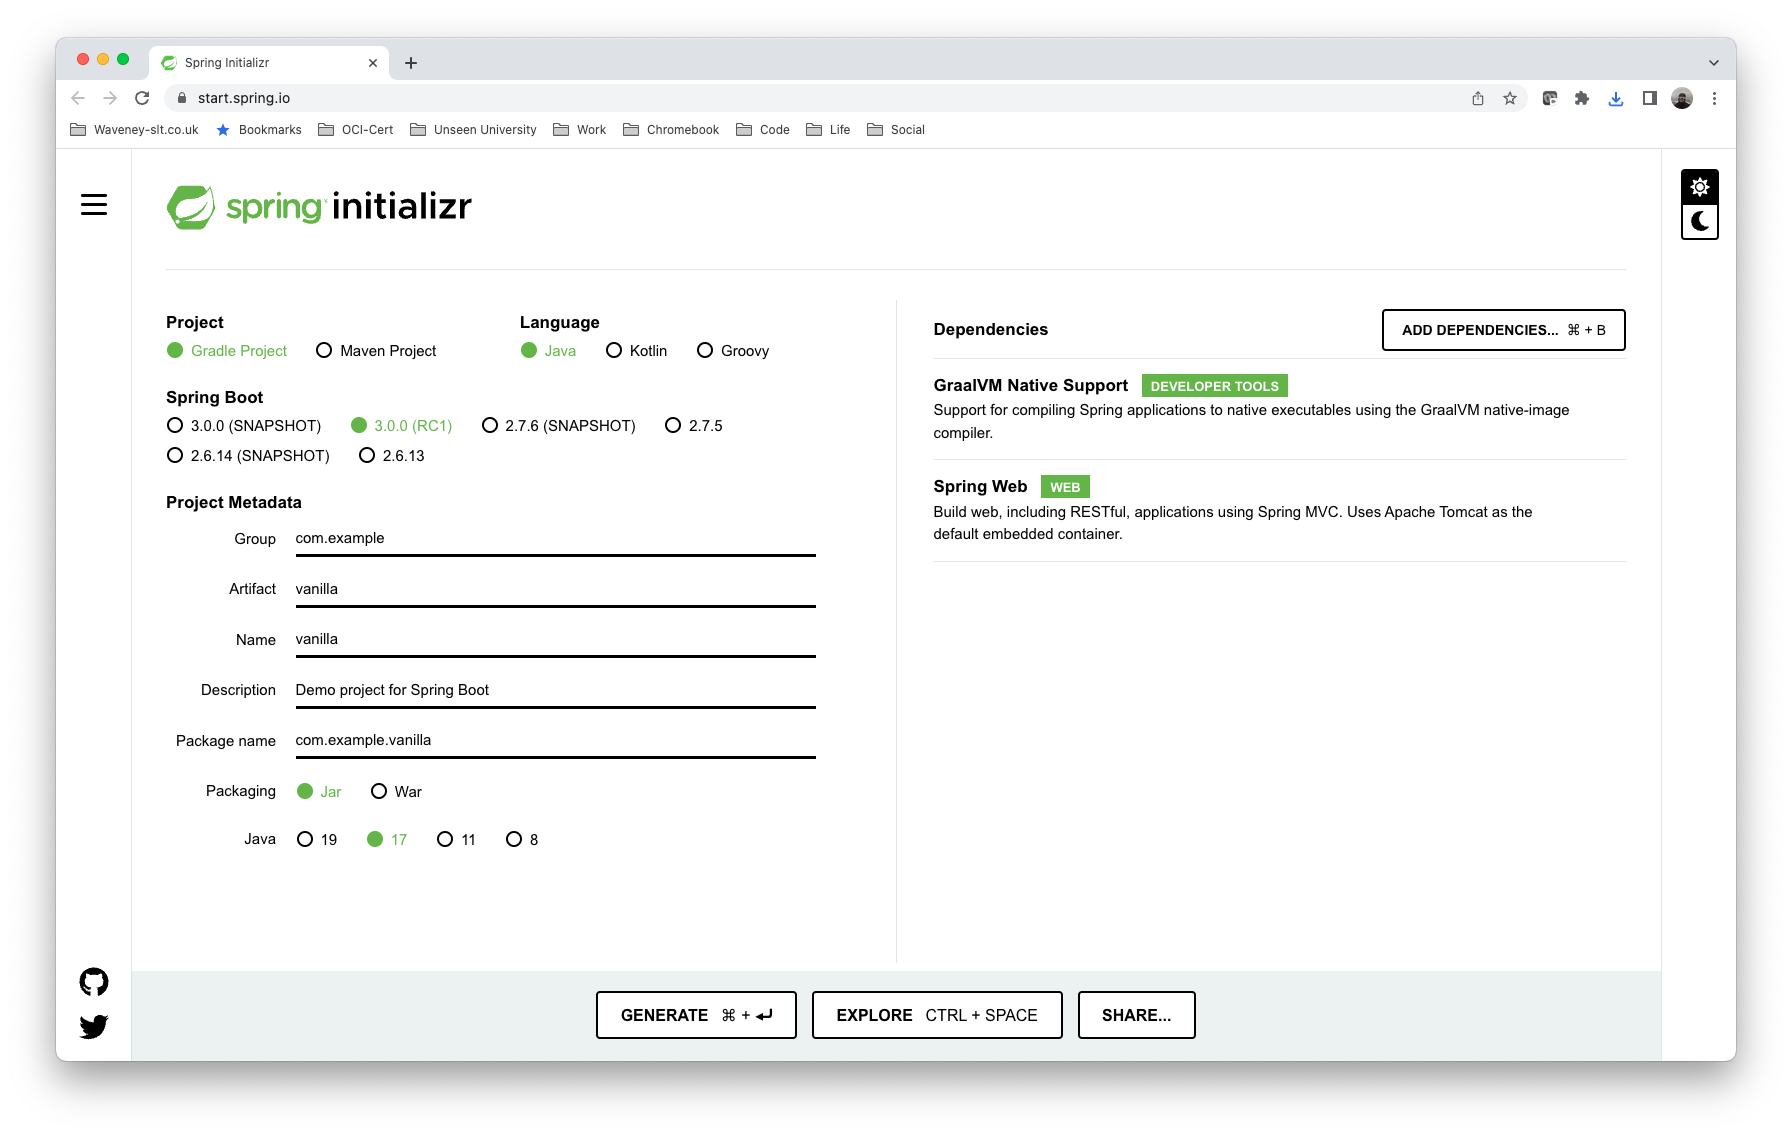 Spring Initializr
start.spring.io
Waveney-slt.co.uk Bookmarks OCI-Cert Unseen University Work Chromebook Code Life Social
spring initializr
Project
Gradle Project Maven Project
Language
Java Kotlin Groovy
Spring Boot
3.0.0 (SNAPSHOT) 3.0.0 (RC1) 2.7.6 (SNAPSHOT) 2.7.5
2.6.14 (SNAPSHOT) 2.6.13
Project Metadata
Group com.example
Artifact vanilla
Name vanilla
Description Demo project for Spring Boot
Package name com.example.vanilla
Packaging Jar War
Java 19 17 11 8
Dependencies ADD DEPENDENCIES... ⌘ + B
GraalVM Native Support DEVELOPER TOOLS
Support for compiling Spring applications to native executables using the GraalVM native-image
compiler.
Spring Web WEB
Build web, including RESTful, applications using Spring MVC. Uses Apache Tomcat as the
default embedded container.
GENERATE ⌘ + ↵ EXPLORE CTRL + SPACE SHARE...